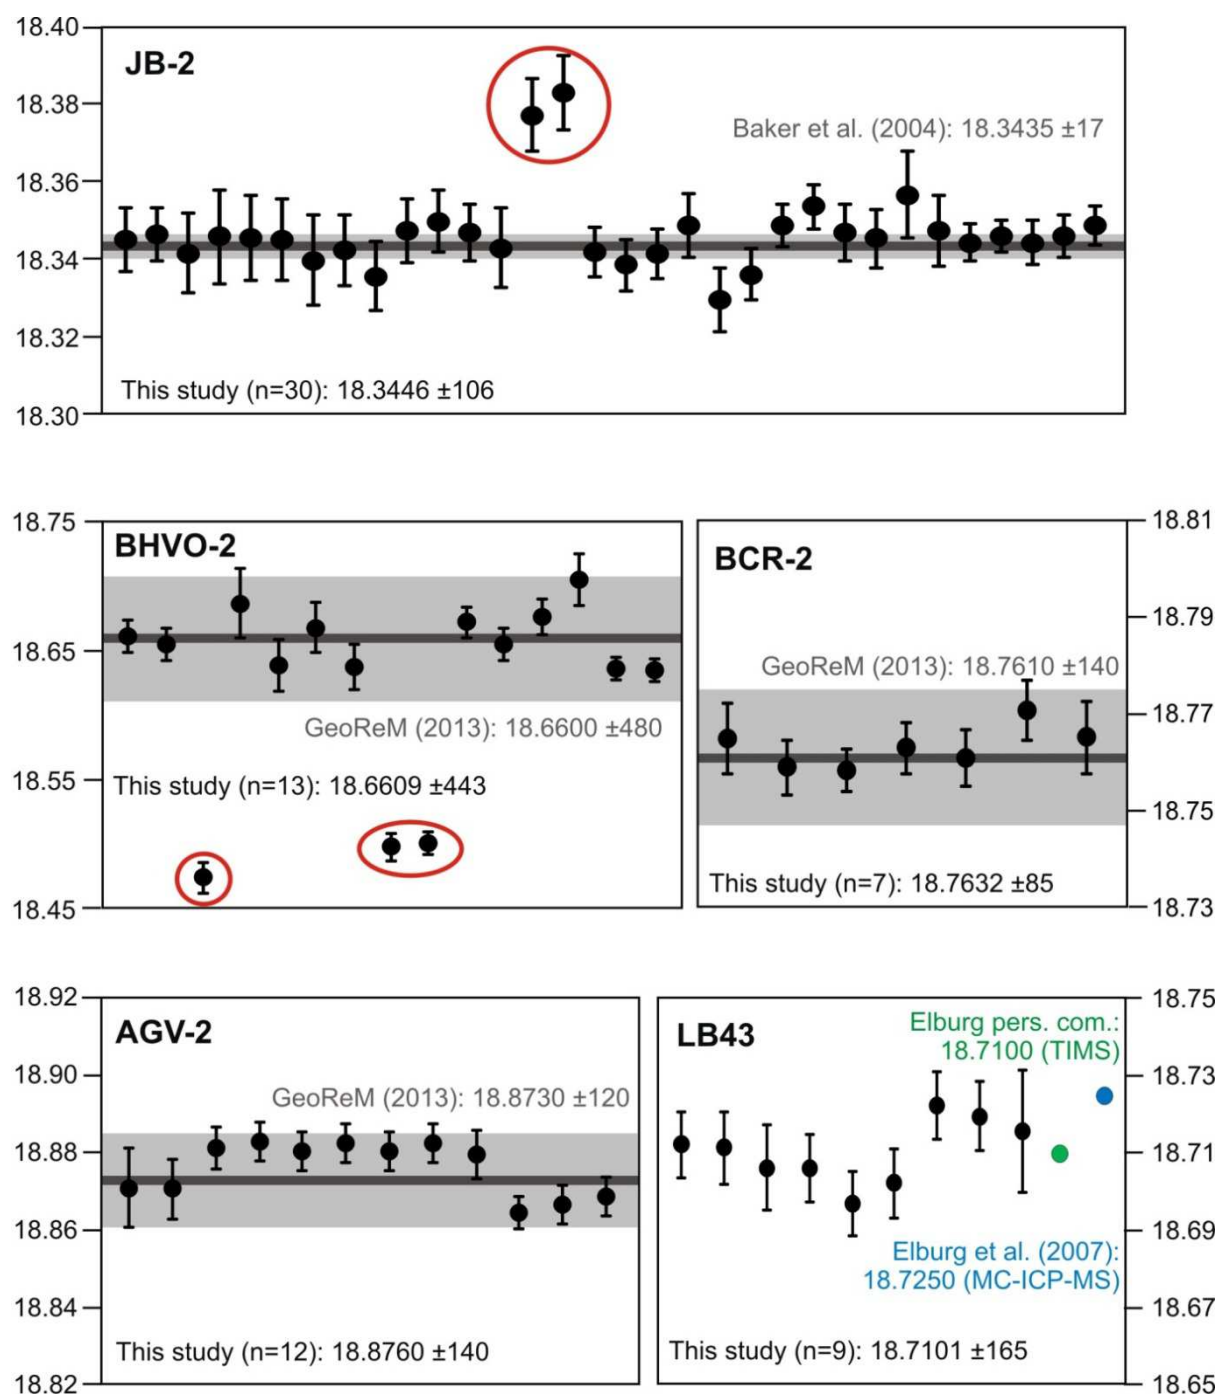 18.40
JB-2
18.38
Baker et al. (2004): 18.3435 ±17
18.36
18.34
18.32
This study (n=30): 18.3446 ±106
18.30
18.75
BHVO-2
18.65
GeoReM (2013): 18.6600 ±480
18.55
This study (n=13): 18.6609 ±443
18.45
18.81
BCR-2
18.79
GeoReM (2013): 18.7610 ±140
18.77
18.75
This study (n=7): 18.7632 ±85
18.73
18.92
AGV-2
18.90
GeoReM (2013): 18.8730 ±120
18.88
18.86
18.84
This study (n=12): 18.8760 ±140
18.82
18.75
LB43
Elburg pers. com.:
18.7100 (TIMS)
18.73
18.71
18.69
Elburg et al. (2007):
18.7250 (MC-ICP-MS)
18.67
This study (n=9): 18.7101 ±165
18.65